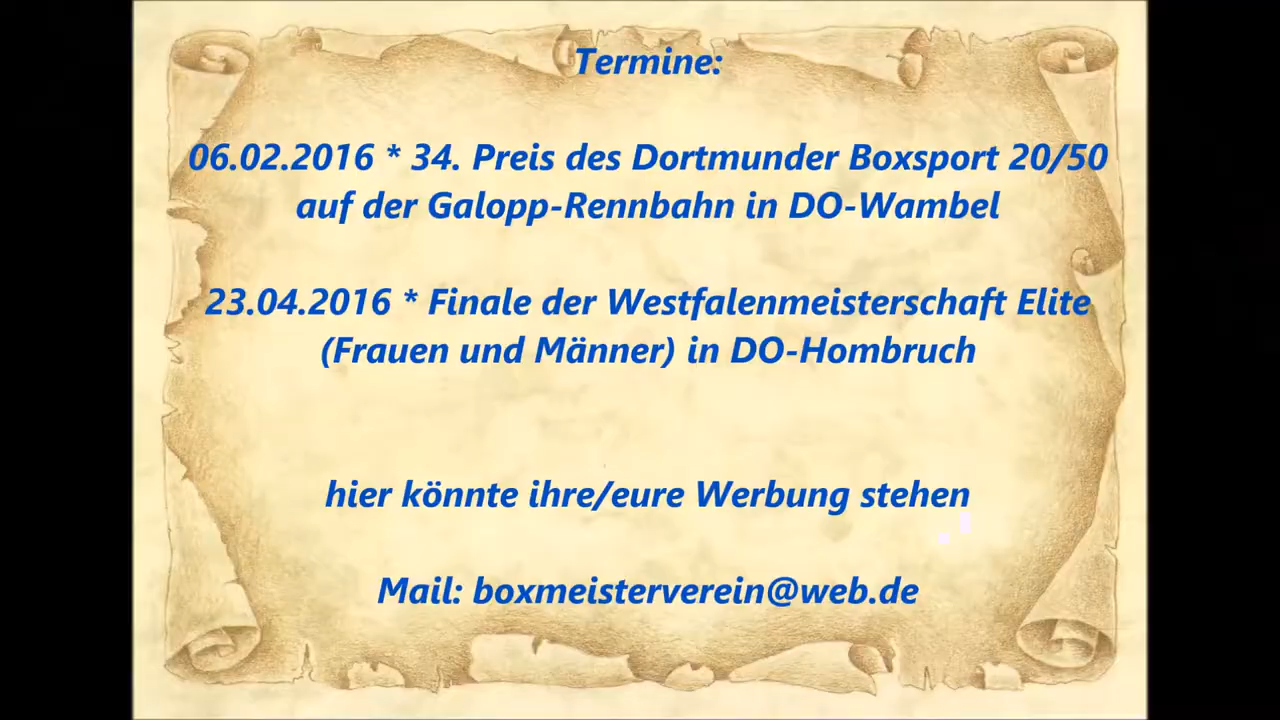 Termine:
06.02.2016 * 34. Preis des Dortmunder Boxsport 20/50
auf der Galopp-Rennbahn in DO-Wambel
23.04.2016 * Finale der Westfalenmeisterschaft Elite
(Frauen und Männer) in DO-Hombruch
hier könnte ihre/eure Werbung stehen
Mail: boxmeisterverein@web.de